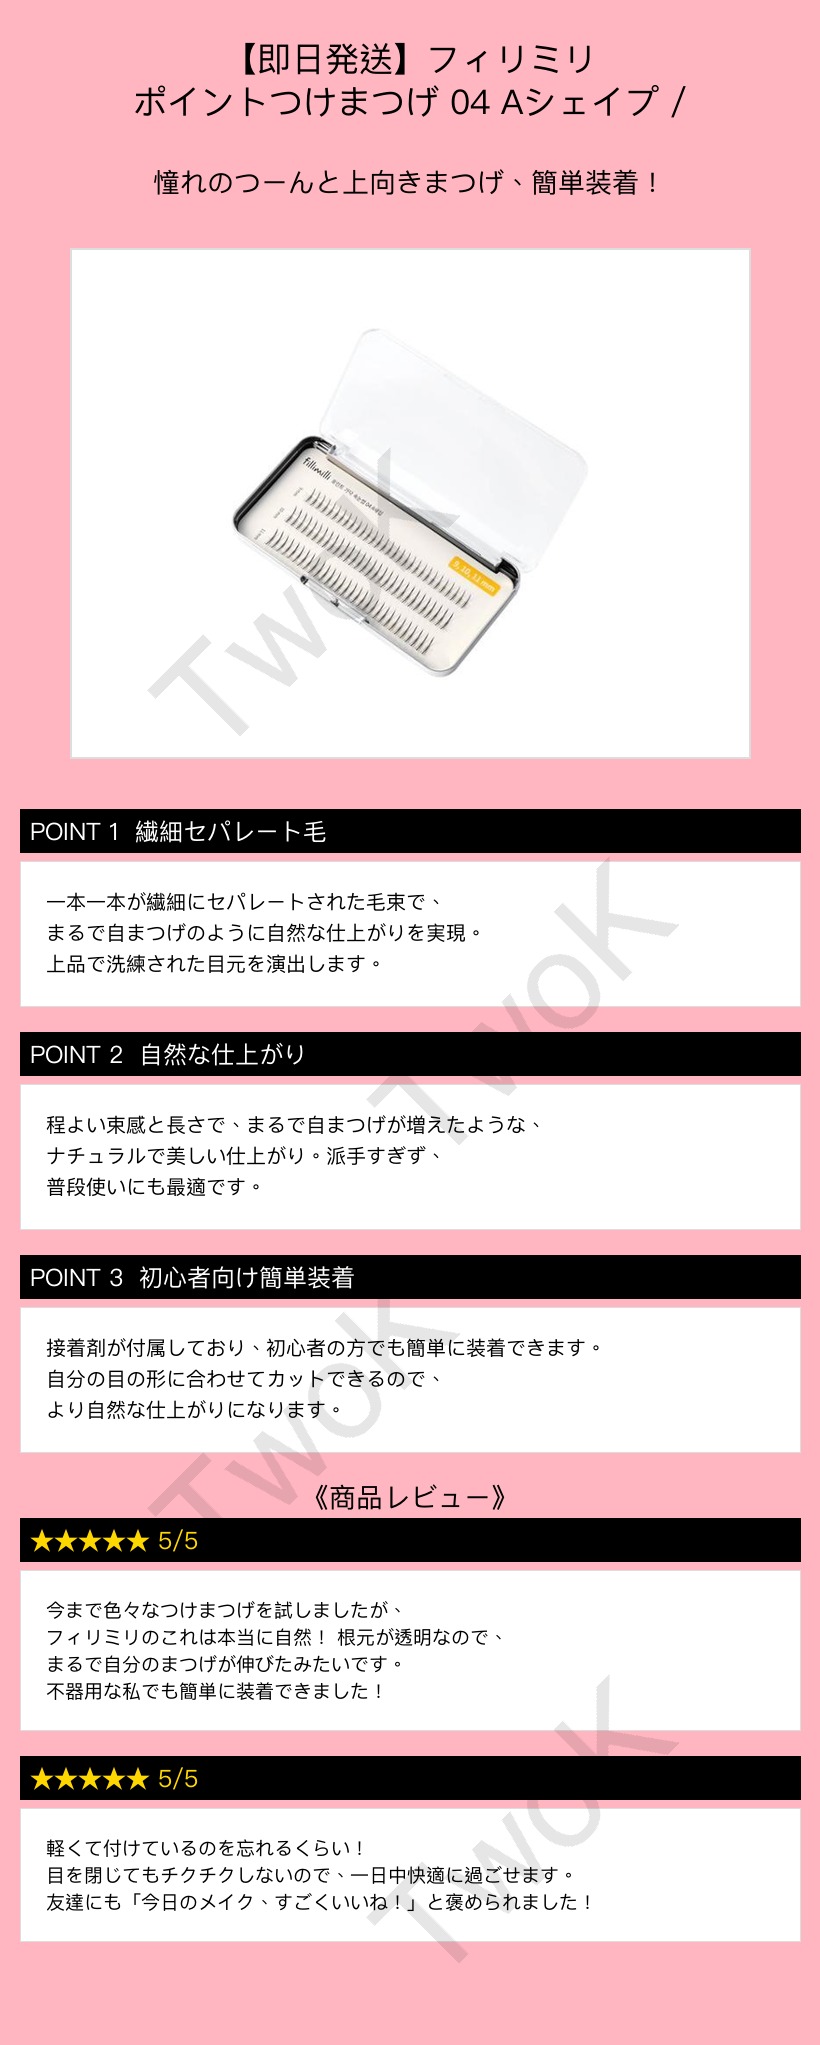 【即日発送】フィリミリ
ポイントつけまつげ 04 Aシェイプ /
憧れのつーんと上向きまつげ、簡単装着！
fillimilli
9, 10, 11 mm
TwoK
POINT 1 繊細セパレート毛
一本一本が繊細にセパレートされた毛束で、
まるで自まつげのように自然な仕上がりを実現。
上品で洗練された目元を演出します。
TwoK
POINT 2 自然な仕上がり
程よい束感と長さで、まるで自まつげが増えたような、
ナチュラルで美しい仕上がり。派手すぎず、
普段使いにも最適です。
POINT 3 初心者向け簡単装着
接着剤が付属しており、初心者の方でも簡単に装着できます。
自分の目の形に合わせてカットできるので、
より自然な仕上がりになります。
TwoK
《商品レビュー》
★★★★★ 5/5
今まで色々なつけまつげを試しましたが、
フィリミリのこれは本当に自然！ 根元が透明なので、
まるで自分のまつげが伸びたみたいです。
不器用な私でも簡単に装着できました！
★★★★★ 5/5
軽くて付けているのを忘れるくらい！
目を閉じてもチクチクしないので、一日中快適に過ごせます。
友達にも「今日のメイク、すごくいいね！」と褒められました！
TwoK